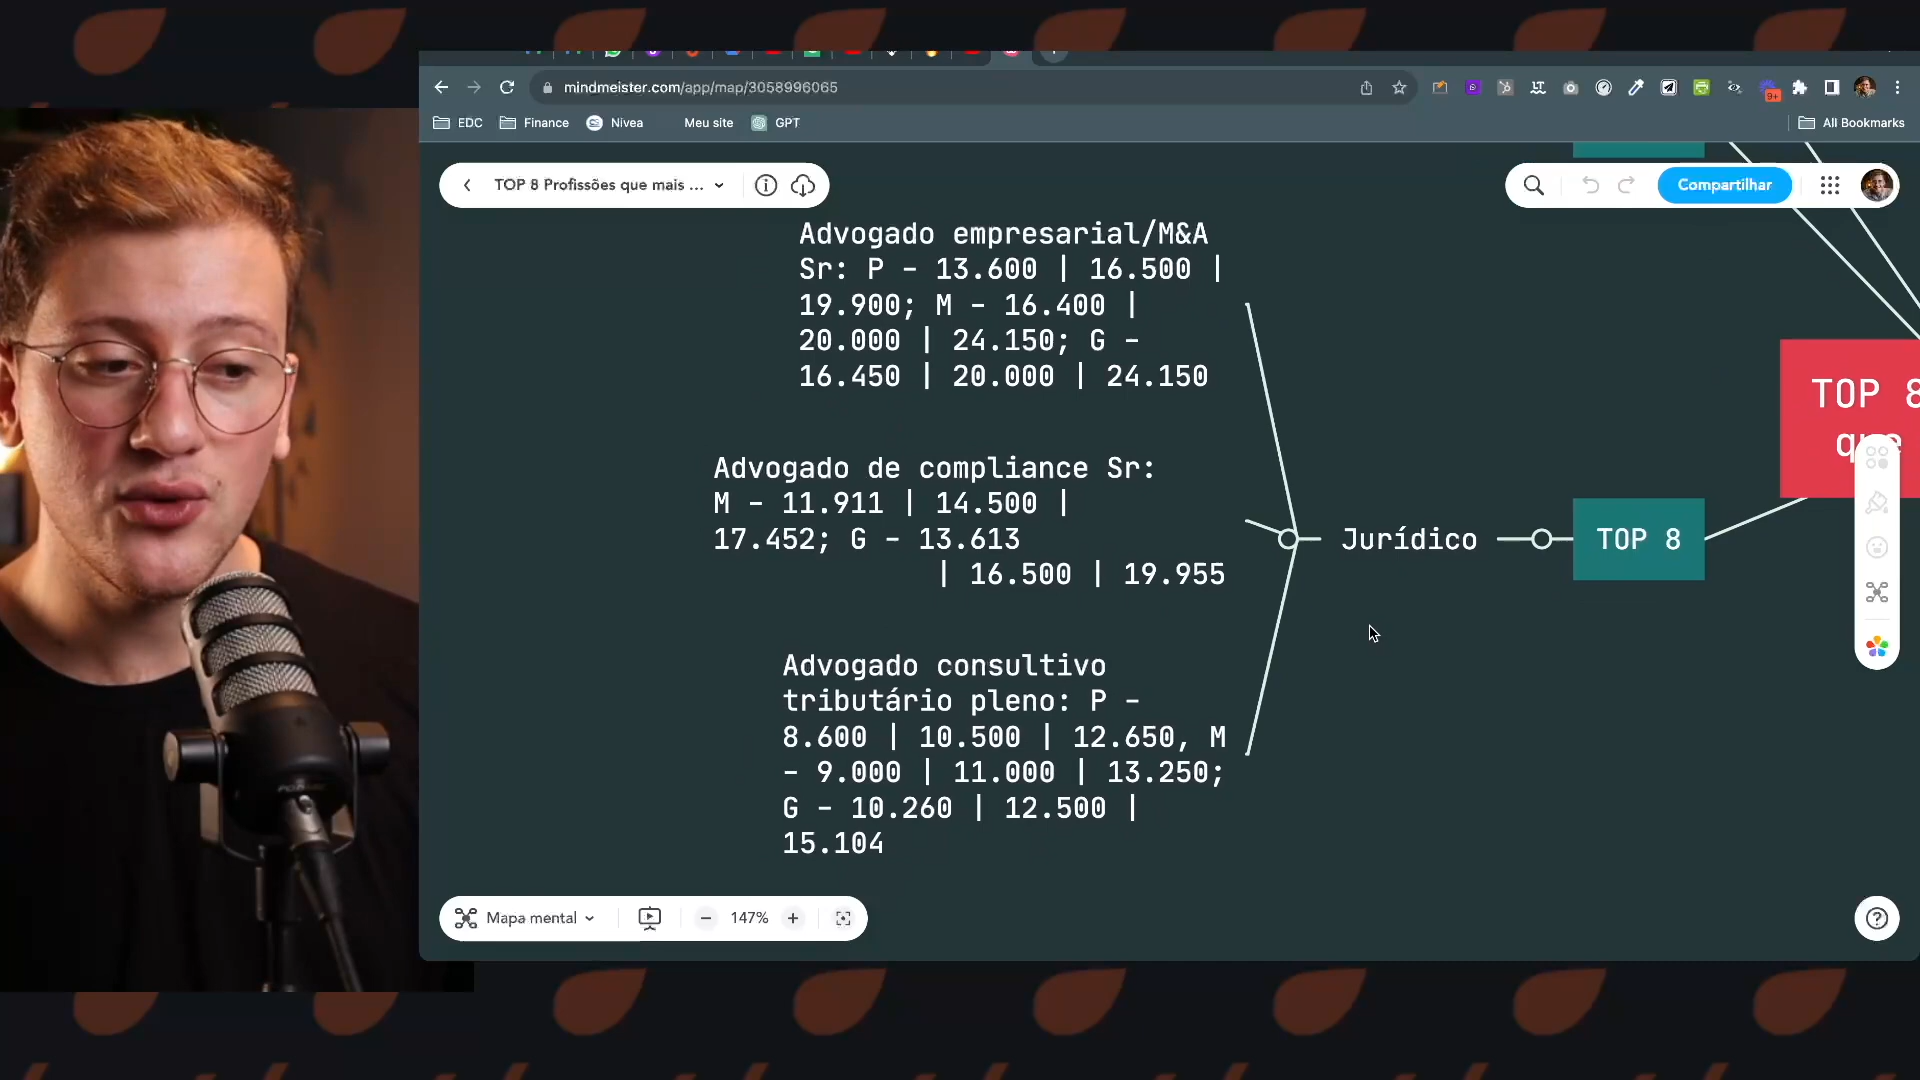 mindmeister.com/app/map/3058996065
9+
EDC
Finance
Nivea
Meu site
GPT
All Bookmarks
TOP 8 Profissões que mais ...
Compartilhar
Advogado empresarial/M&A
Sr: P - 13.600 | 16.500 |
19.900; M - 16.400 |
20.000 | 24.150; G -
16.450 | 20.000 | 24.150
Advogado de compliance Sr:
M - 11.911 | 14.500 |
17.452; G - 13.613
| 16.500 | 19.955
Advogado consultivo
tributário pleno: P -
8.600 | 10.500 | 12.650, M
- 9.000 | 11.000 | 13.250;
G - 10.260 | 12.500 |
15.104
Jurídico
TOP 8
TOP 8
que
Mapa mental
147%